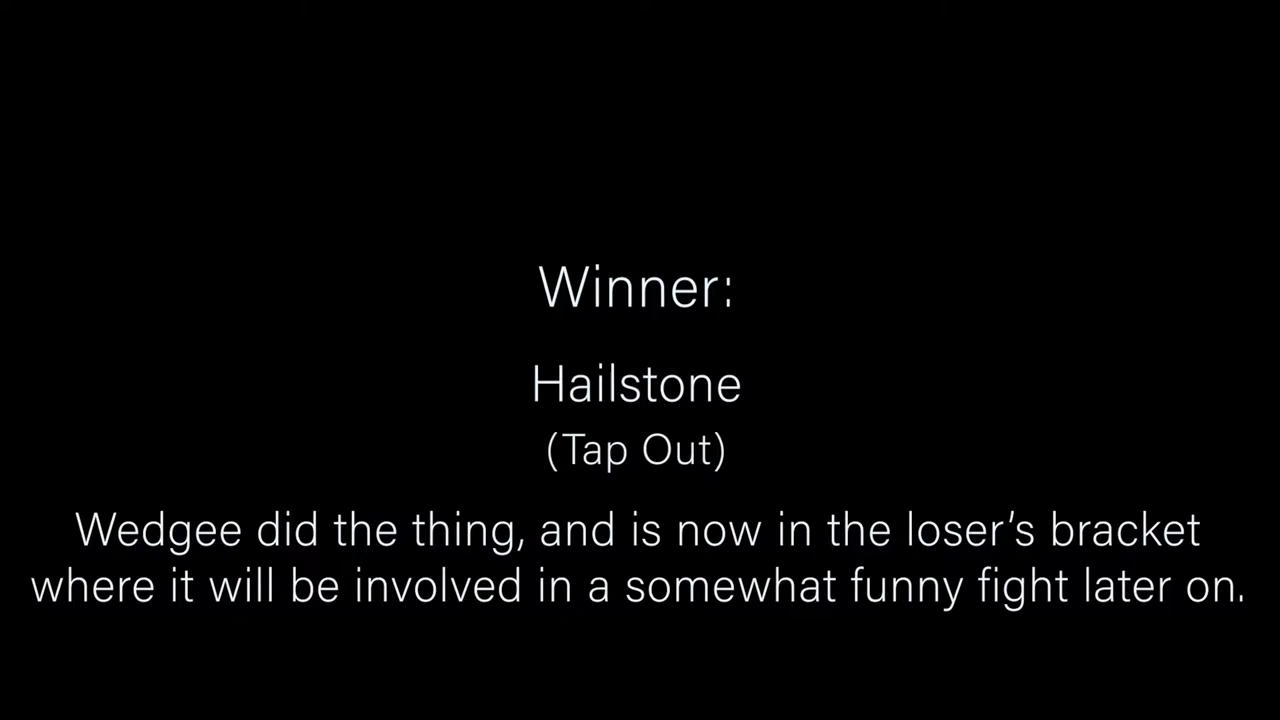 Winner:
Hailstone
(Tap Out)
Wedgee did the thing, and is now in the loser’s bracket
where it will be involved in a somewhat funny fight later on.